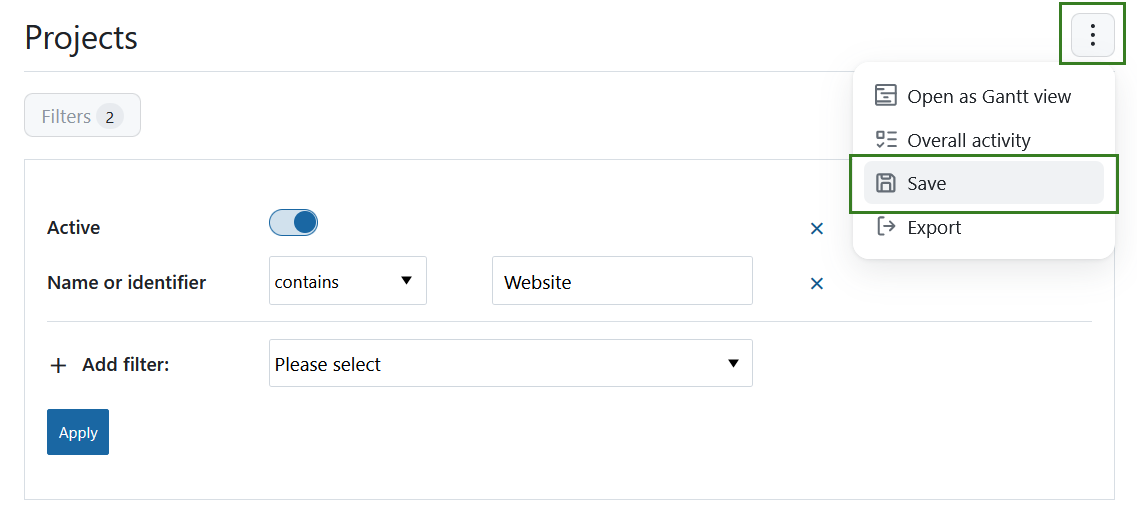 Projects
Filters 2
Open as Gantt view
Overall activity
Save
Export
Active
Name or identifier contains Website
Add filter: Please select
Apply